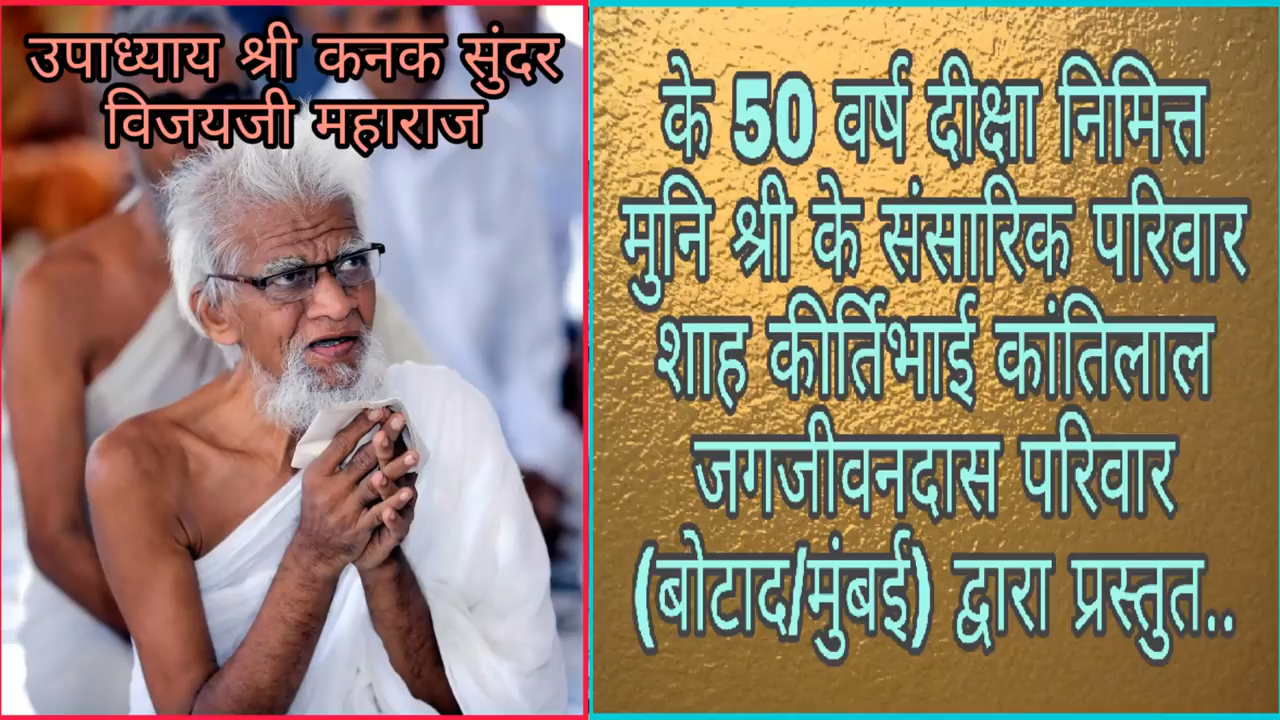 उपाध्याय श्री कनक सुंदर
विजयजी महाराज
के 50 वर्ष दीक्षा निमित्त
मुनि श्री के संसारिक परिवार
शाह कीर्तिभाई कांतिलाल
जगजीवनदास परिवार
(बोटाद/मुंबई) द्वारा प्रस्तुत..